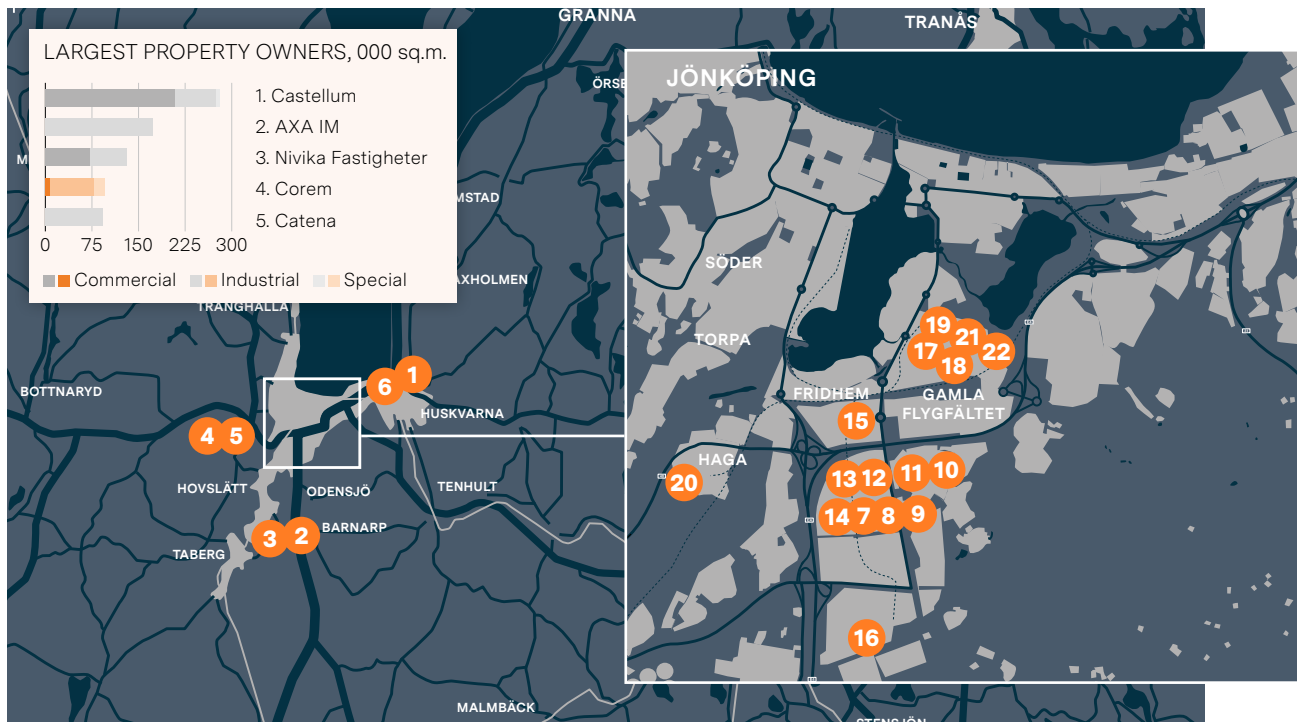 GRÄNNA
TRANÅS
LARGEST PROPERTY OWNERS, 000 sq.m.
1. Castellum
2. AXA IM
3. Nivika Fastigheter
4. Corem
5. Catena
0 75 150 225 300
Commercial Industrial Special
JÖNKÖPING
SÖDER
TORPA
FRIDHEM
GAMLA
FLYGFÄLTET
HAGA
19
21
17
18
22
15
20
13
12
11
10
14
7
8
9
16
BOTTNARYD
6
1
HUSKVARNA
4
5
HOVSLÄTT
ODENSJÖ
TENHULT
3
2
BARNARP
TABERG
MALMBÄCK